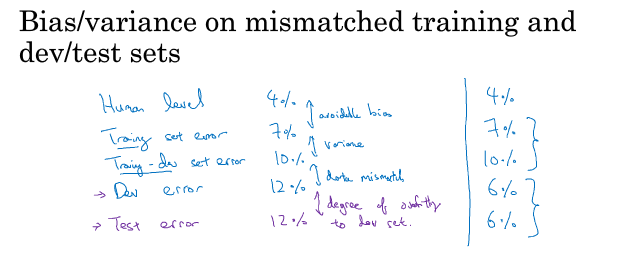 Bias/variance on mismatched training and
dev/test sets
Human level 4% 4%
avoidable bias
Training set error 7% 7%
variance
Training-dev set error 10% 10%
data mismatch
→ Dev error 12% 6%
degree of overfitting
to dev set.
→ Test error 12% 6%